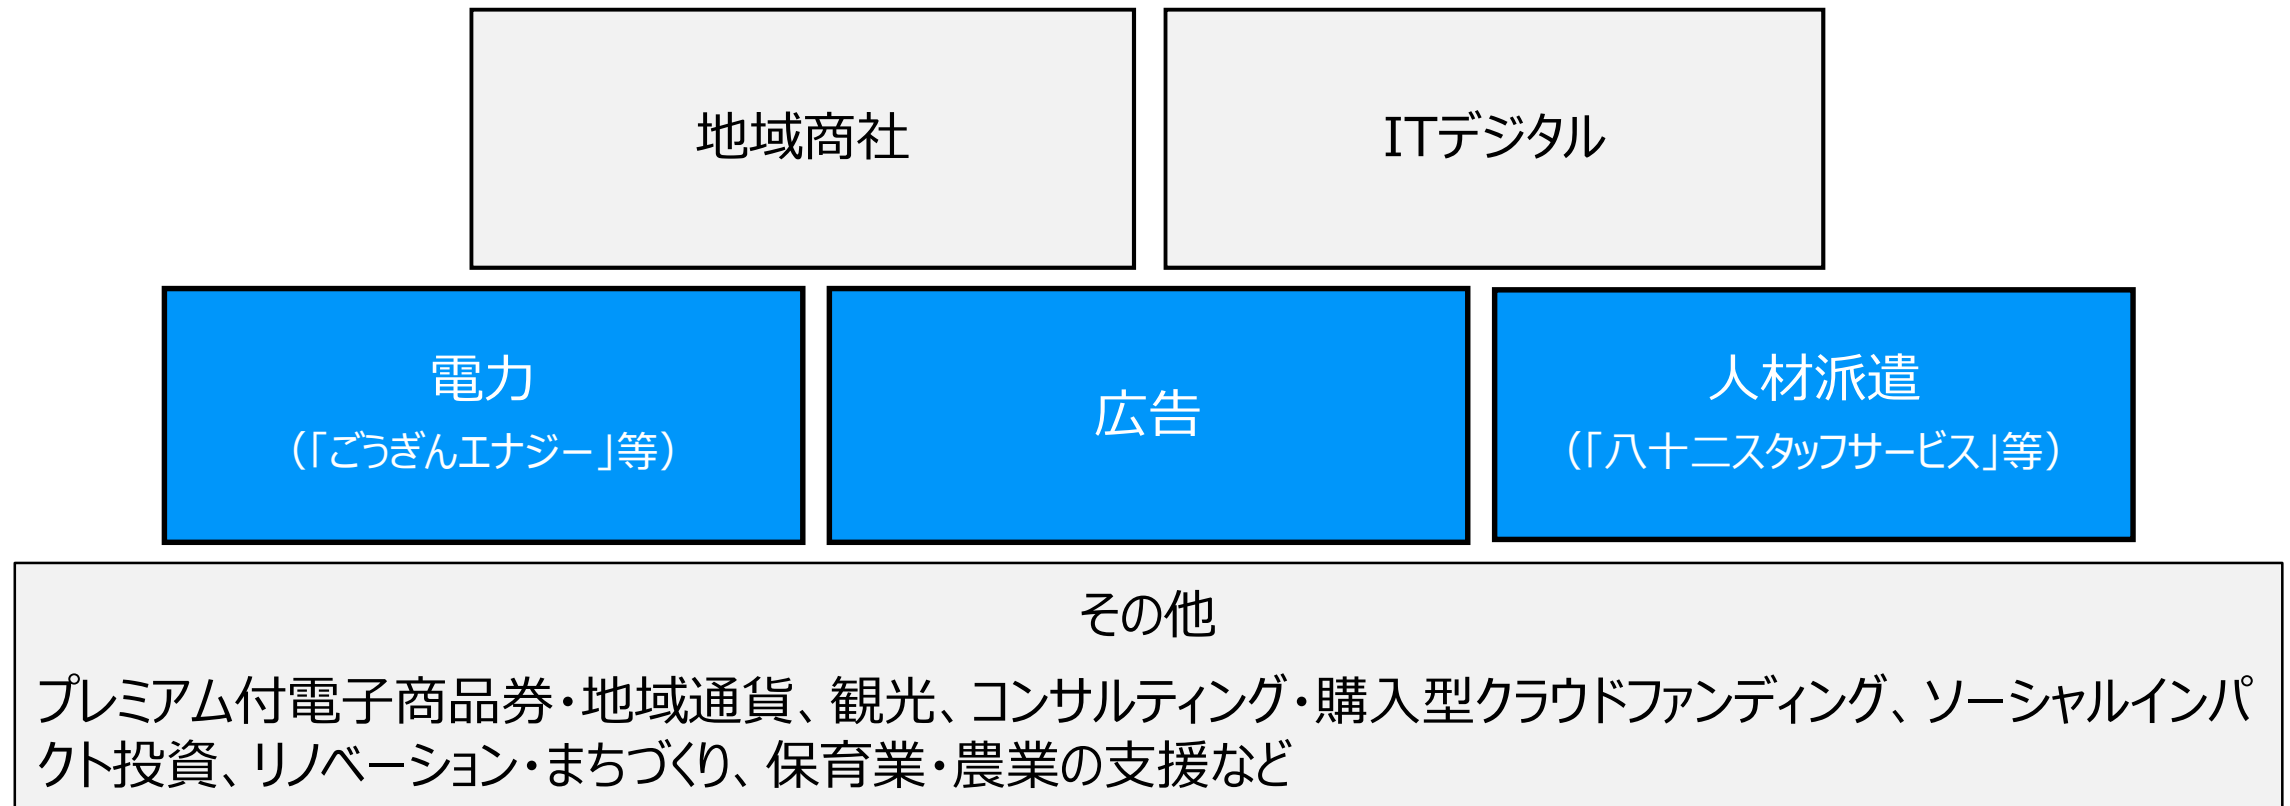 地域商社
ITデジタル
電力
（「ごうぎんエナジー」等）
広告
人材派遣
（「八十二スタッフサービス」等）
その他
プレミアム付電子商品券・地域通貨、観光、コンサルティング・購入型クラウドファンディング、ソーシャルインパ
クト投資、リノベーション・まちづくり、保育業・農業の支援など